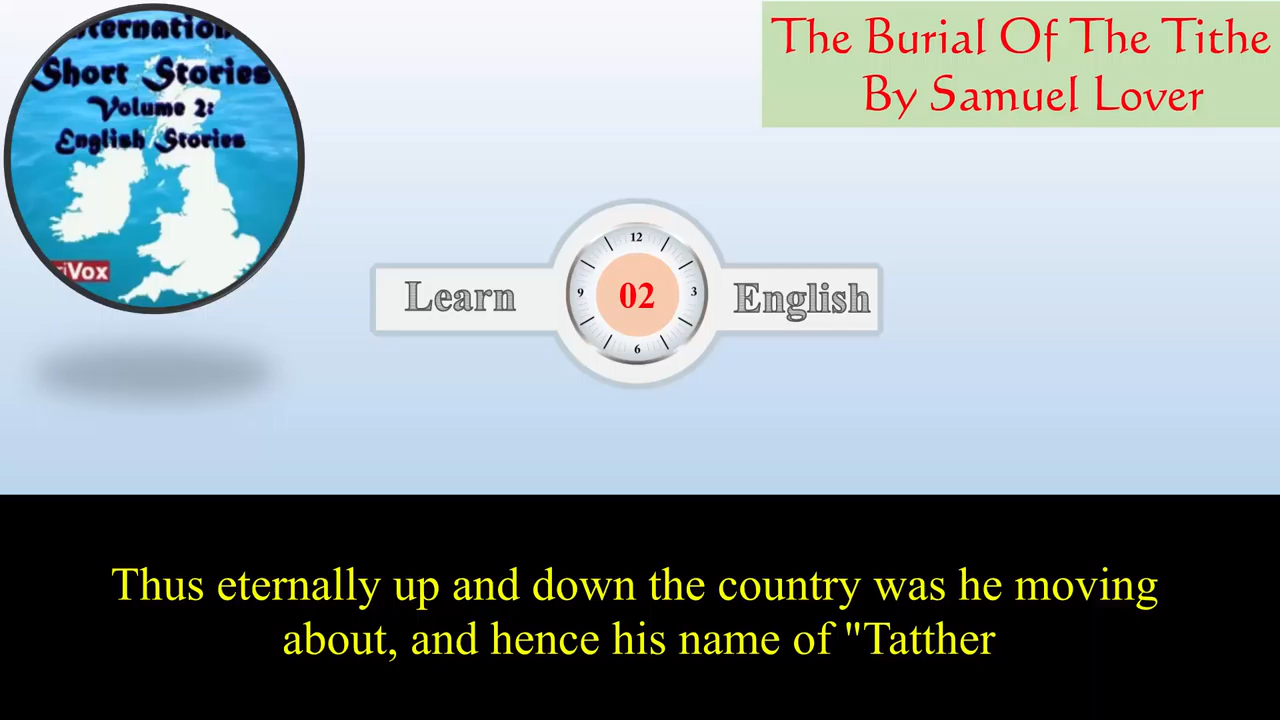 nternation
Short Stories
Volume 2:
English Stories
riVox
The Burial Of The Tithe
By Samuel Lover
Learn
English
12
9
02
3
6
Thus eternally up and down the country was he moving
about, and hence his name of "Tatther